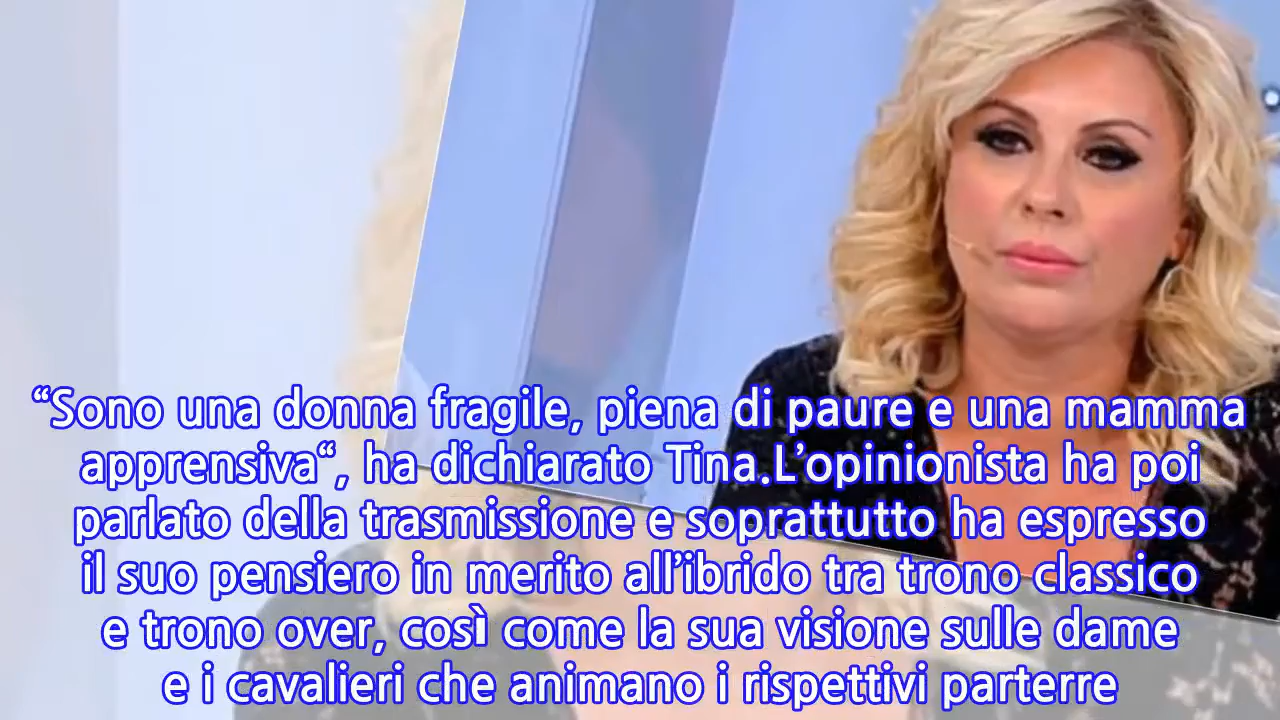 “Sono una donna fragile, piena di paure e una mamma
apprensiva“, ha dichiarato Tina.L’opinionista ha poi
parlato della trasmissione e soprattutto ha espresso
il suo pensiero in merito all’ibrido tra trono classico
e trono over, così come la sua visione sulle dame
e i cavalieri che animano i rispettivi parterre